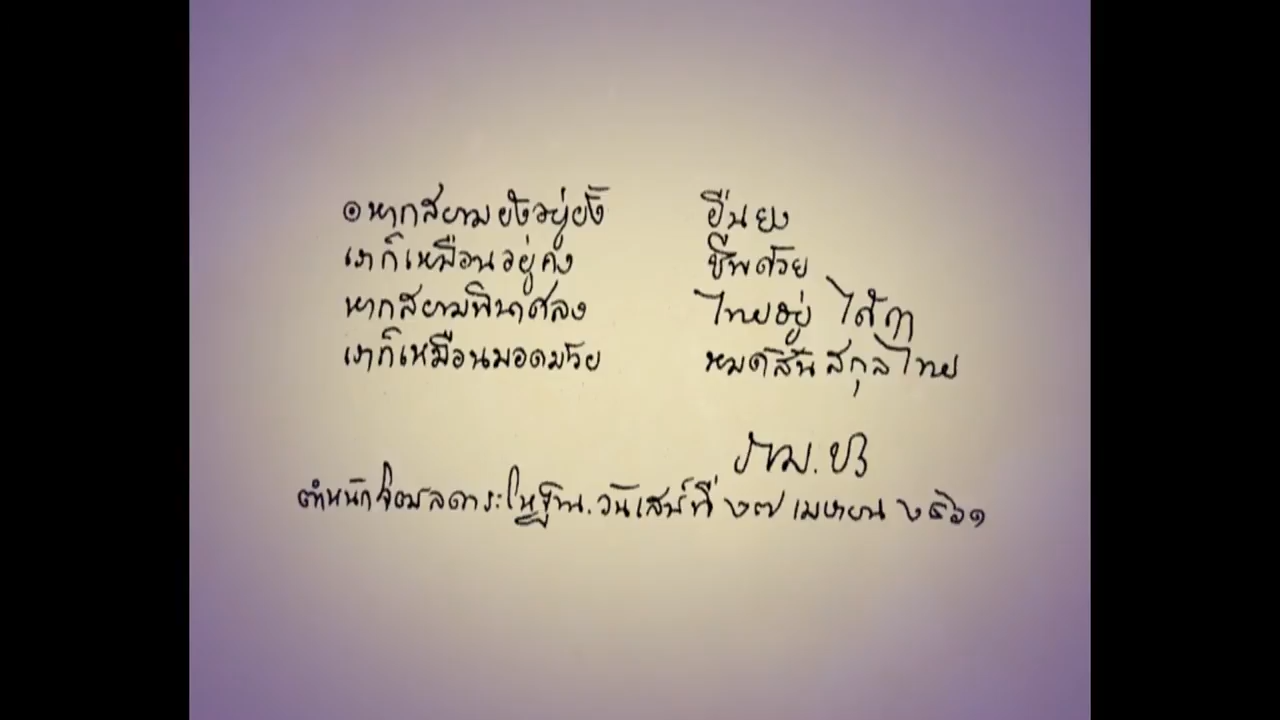 ๏ หากสยามยังอยู่ยั้ง ยืนยง
เราก็เหมือนอยู่คง ชีพด้วย
หากสยามพินาศลง ไทยอยู่ ได้ฤา
เราก็เหมือนมอดม้วย หมดสิ้นสกุลไทย
ราม. ปร
ตำหนักจิตรลดาระโหฐาน. วันเสาร์ที่ ๒๗ เมษายน ๒๔๖๑